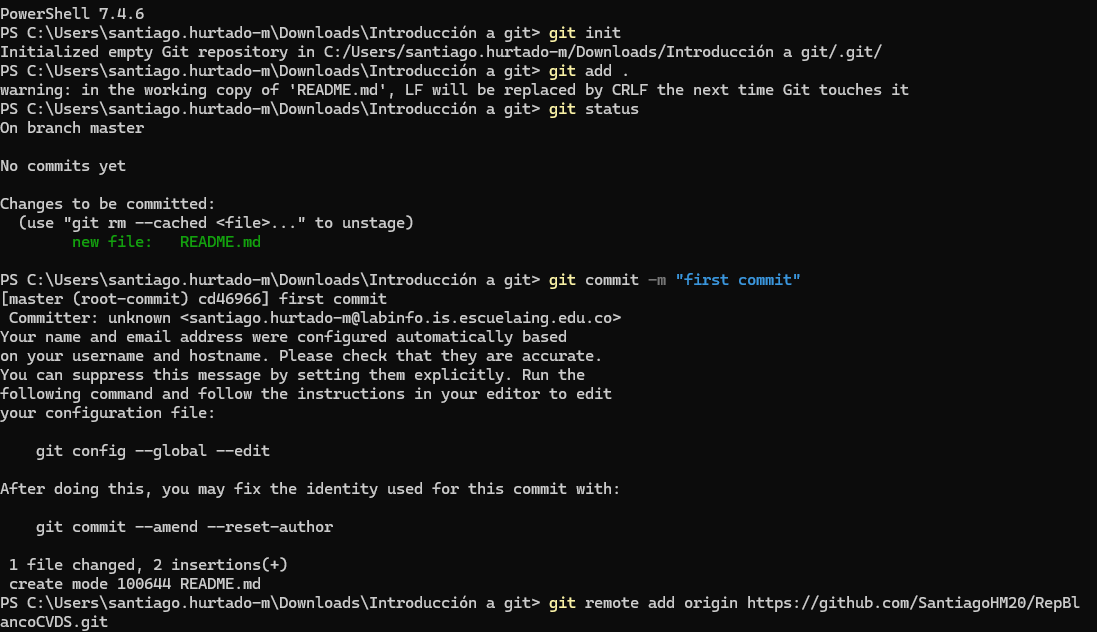 PowerShell 7.4.6
PS C:\Users\santiago.hurtado-m\Downloads\Introducción a git> git init
Initialized empty Git repository in C:/Users/santiago.hurtado-m/Downloads/Introducción a git/.git/
PS C:\Users\santiago.hurtado-m\Downloads\Introducción a git> git add .
warning: in the working copy of 'README.md', LF will be replaced by CRLF the next time Git touches it
PS C:\Users\santiago.hurtado-m\Downloads\Introducción a git> git status
On branch master

No commits yet

Changes to be committed:
  (use "git rm --cached <file>..." to unstage)
        new file:   README.md

PS C:\Users\santiago.hurtado-m\Downloads\Introducción a git> git commit -m "first commit"
[master (root-commit) cd46966] first commit
 Committer: unknown <santiago.hurtado-m@labinfo.is.escuelaing.edu.co>
Your name and email address were configured automatically based
on your username and hostname. Please check that they are accurate.
You can suppress this message by setting them explicitly. Run the
following command and follow the instructions in your editor to edit
your configuration file:

    git config --global --edit

After doing this, you may fix the identity used for this commit with:

    git commit --amend --reset-author

 1 file changed, 2 insertions(+)
 create mode 100644 README.md
PS C:\Users\santiago.hurtado-m\Downloads\Introducción a git> git remote add origin https://github.com/SantiagoHM20/RepBl
ancoCVDS.git